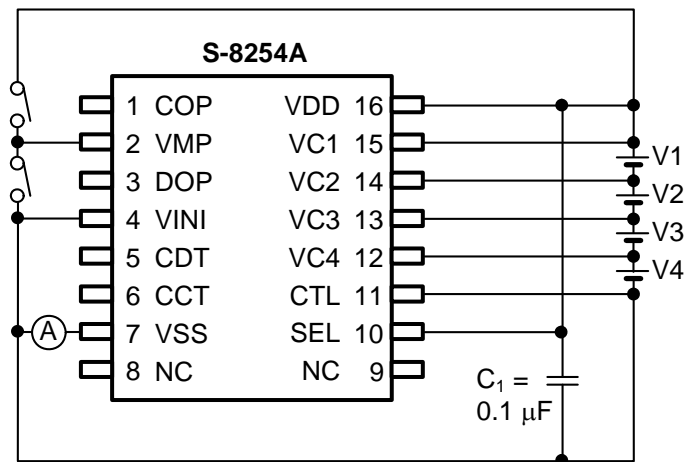 S-8254A
1 COP VDD 16
2 VMP VC1 15
3 DOP VC2 14
4 VINI VC3 13
5 CDT VC4 12
6 CCT CTL 11
7 VSS SEL 10
8 NC NC 9
A
V1
V2
V3
V4
C₁ =
0.1 μF